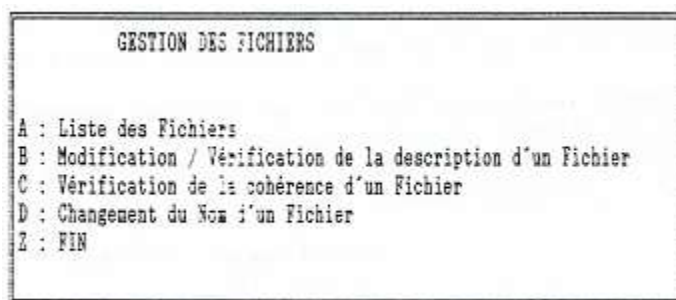 GESTION DES FICHIERS
A : Liste des Fichiers
B : Modification / Vérification de la description d'un Fichier
C : Vérification de la cohérence d'un Fichier
D : Changement du Nom d'un Fichier
Z : FIN